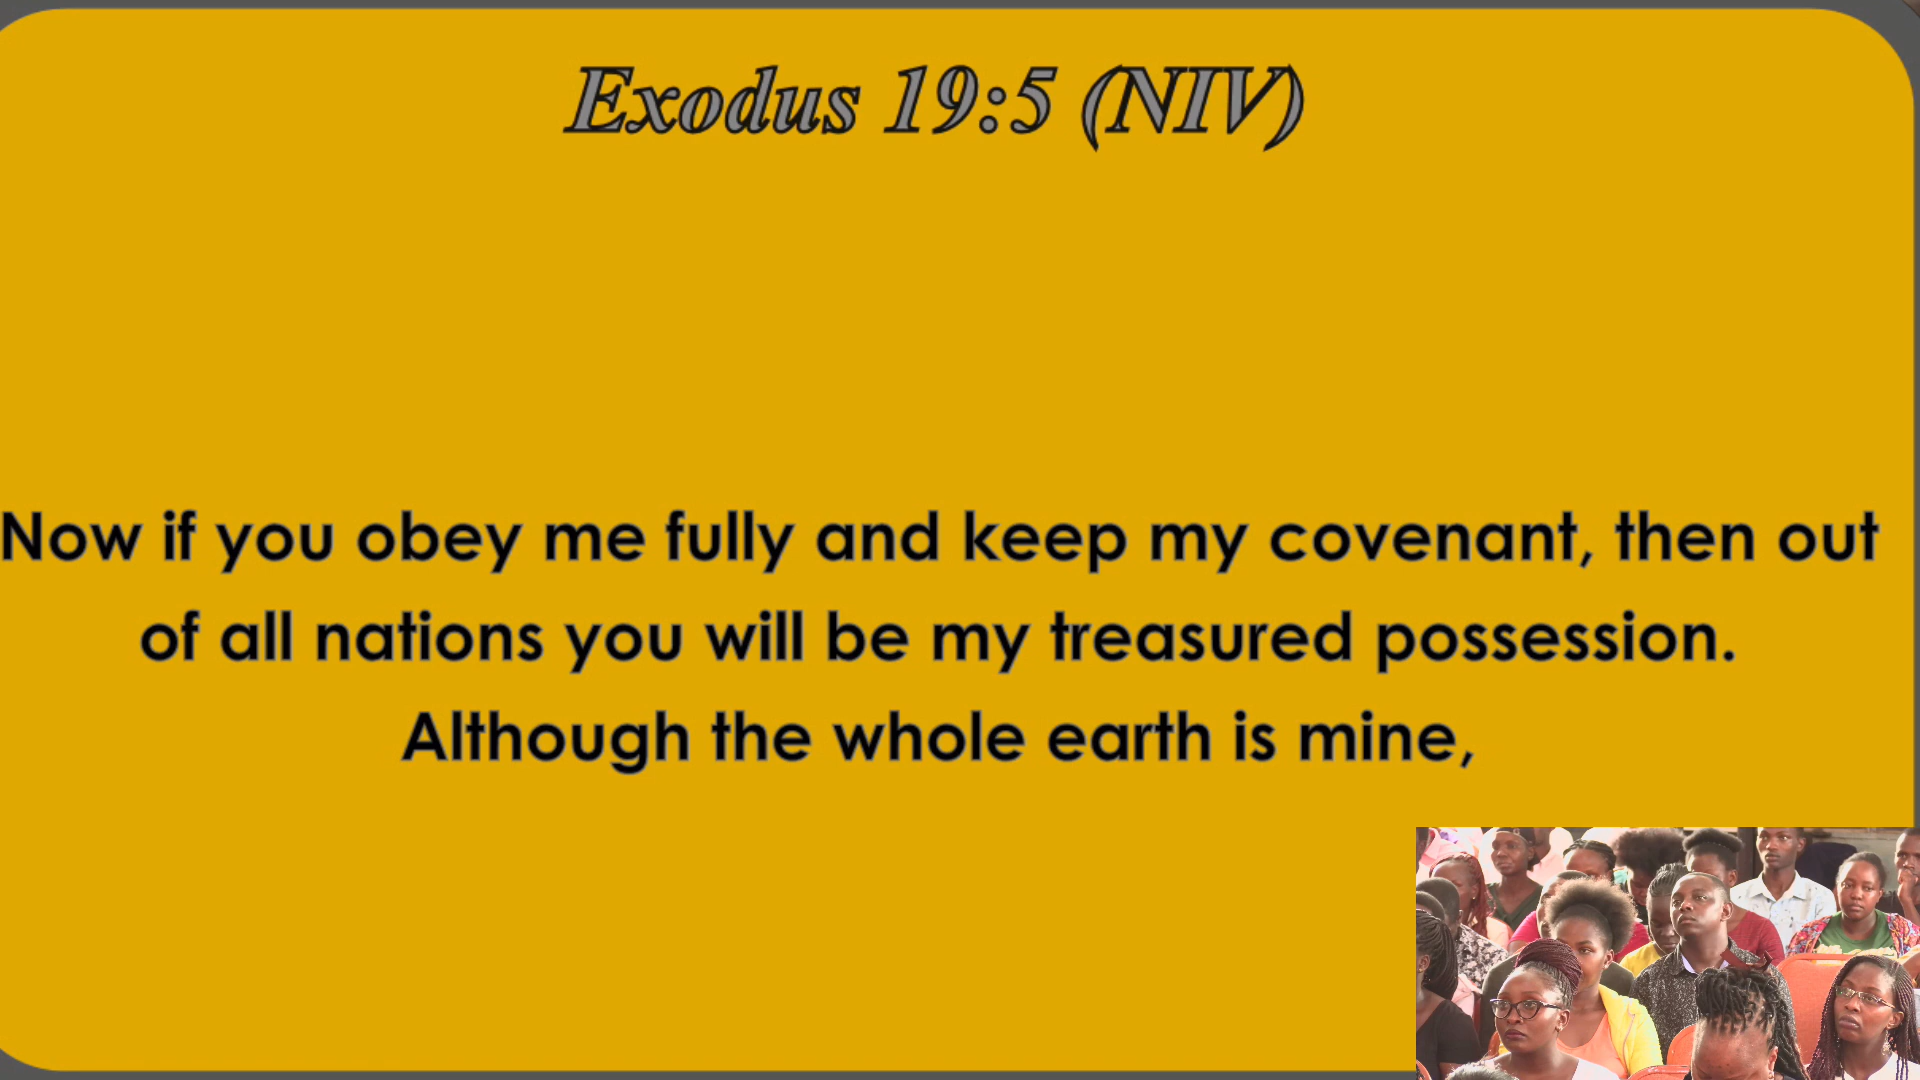 Exodus 19:5 (NIV)
Now if you obey me fully and keep my covenant, then out
of all nations you will be my treasured possession.
Although the whole earth is mine,